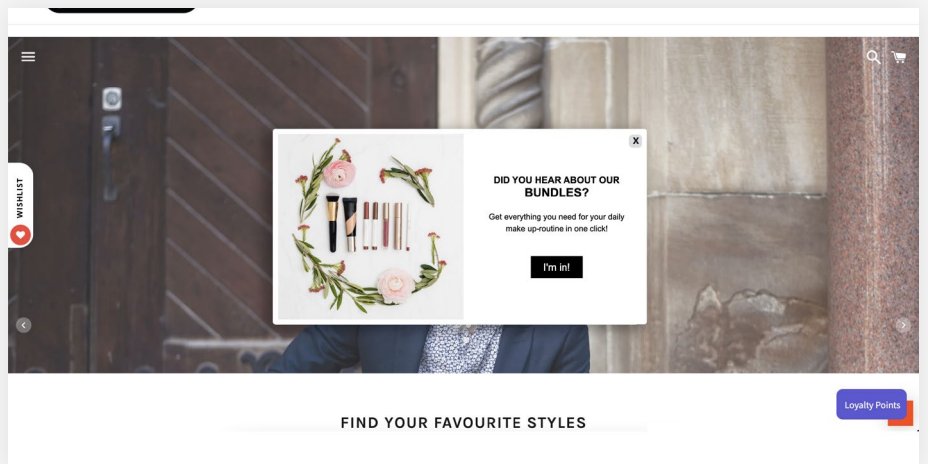 WISHLIST
X
DID YOU HEAR ABOUT OUR
BUNDLES?
Get everything you need for your daily
make up-routine in one click!
I'm in!
Loyalty Points
FIND YOUR FAVOURITE STYLES